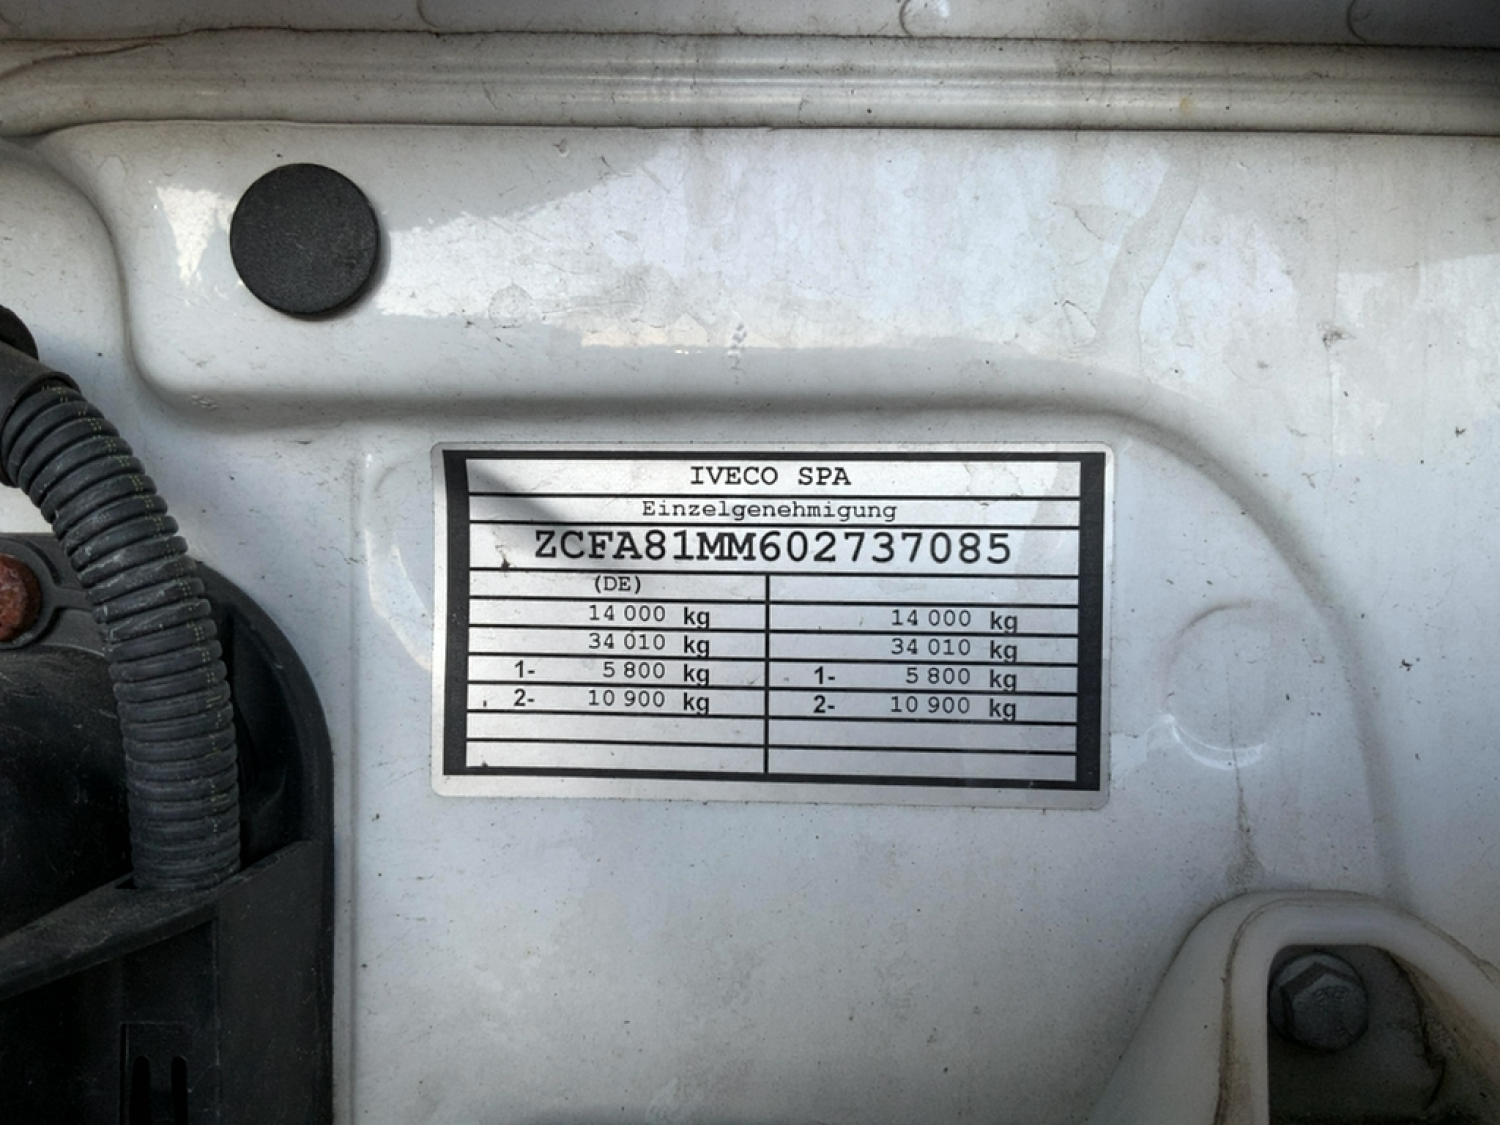 IVECO SPA
Einzelgenehmigung
ZCFA81MM602737085
(DE)
14 000 kg 14 000 kg
34 010 kg 34 010 kg
1- 5 800 kg 1- 5 800 kg
2- 10 900 kg 2- 10 900 kg